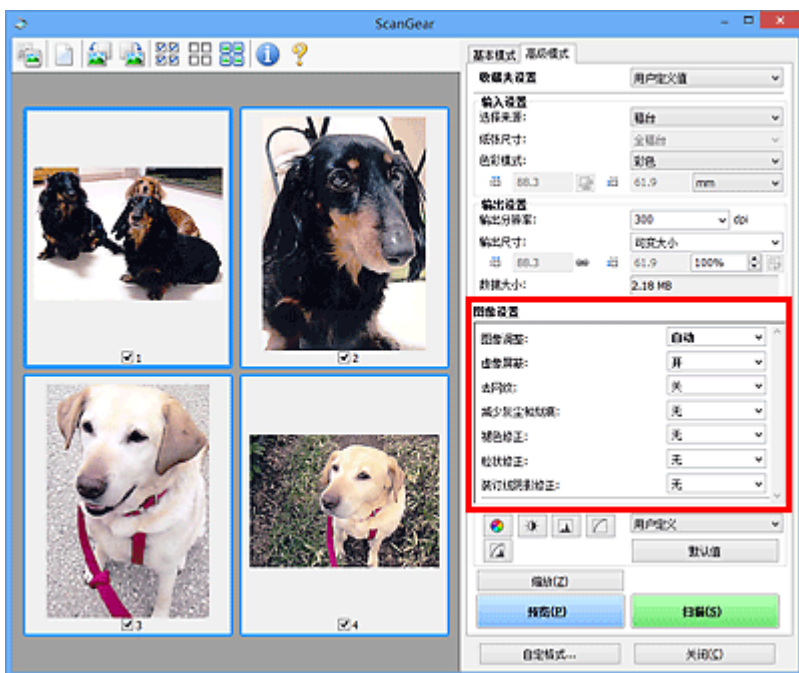 ScanGear
基本模式 高级模式
收藏夹设置 用户定义值
输入设置
选择来源: 稿台
纸张尺寸: 全稿台
色彩模式: 彩色
88.3 61.9 mm
输出设置
输出分辨率: 300 dpi
输出尺寸: 可变大小
88.3 61.9 100%
数据大小: 2.18 MB
图像设置
图像调整: 自动
虚像屏蔽: 开
去网纹: 关
减少灰尘和划痕: 无
褪色修正: 无
粒状修正: 无
装订线阴影修正: 无
用户定义
默认值
缩放(Z)
预览(P) 扫描(S)
自定模式... 关闭(C)
1
2
3
4